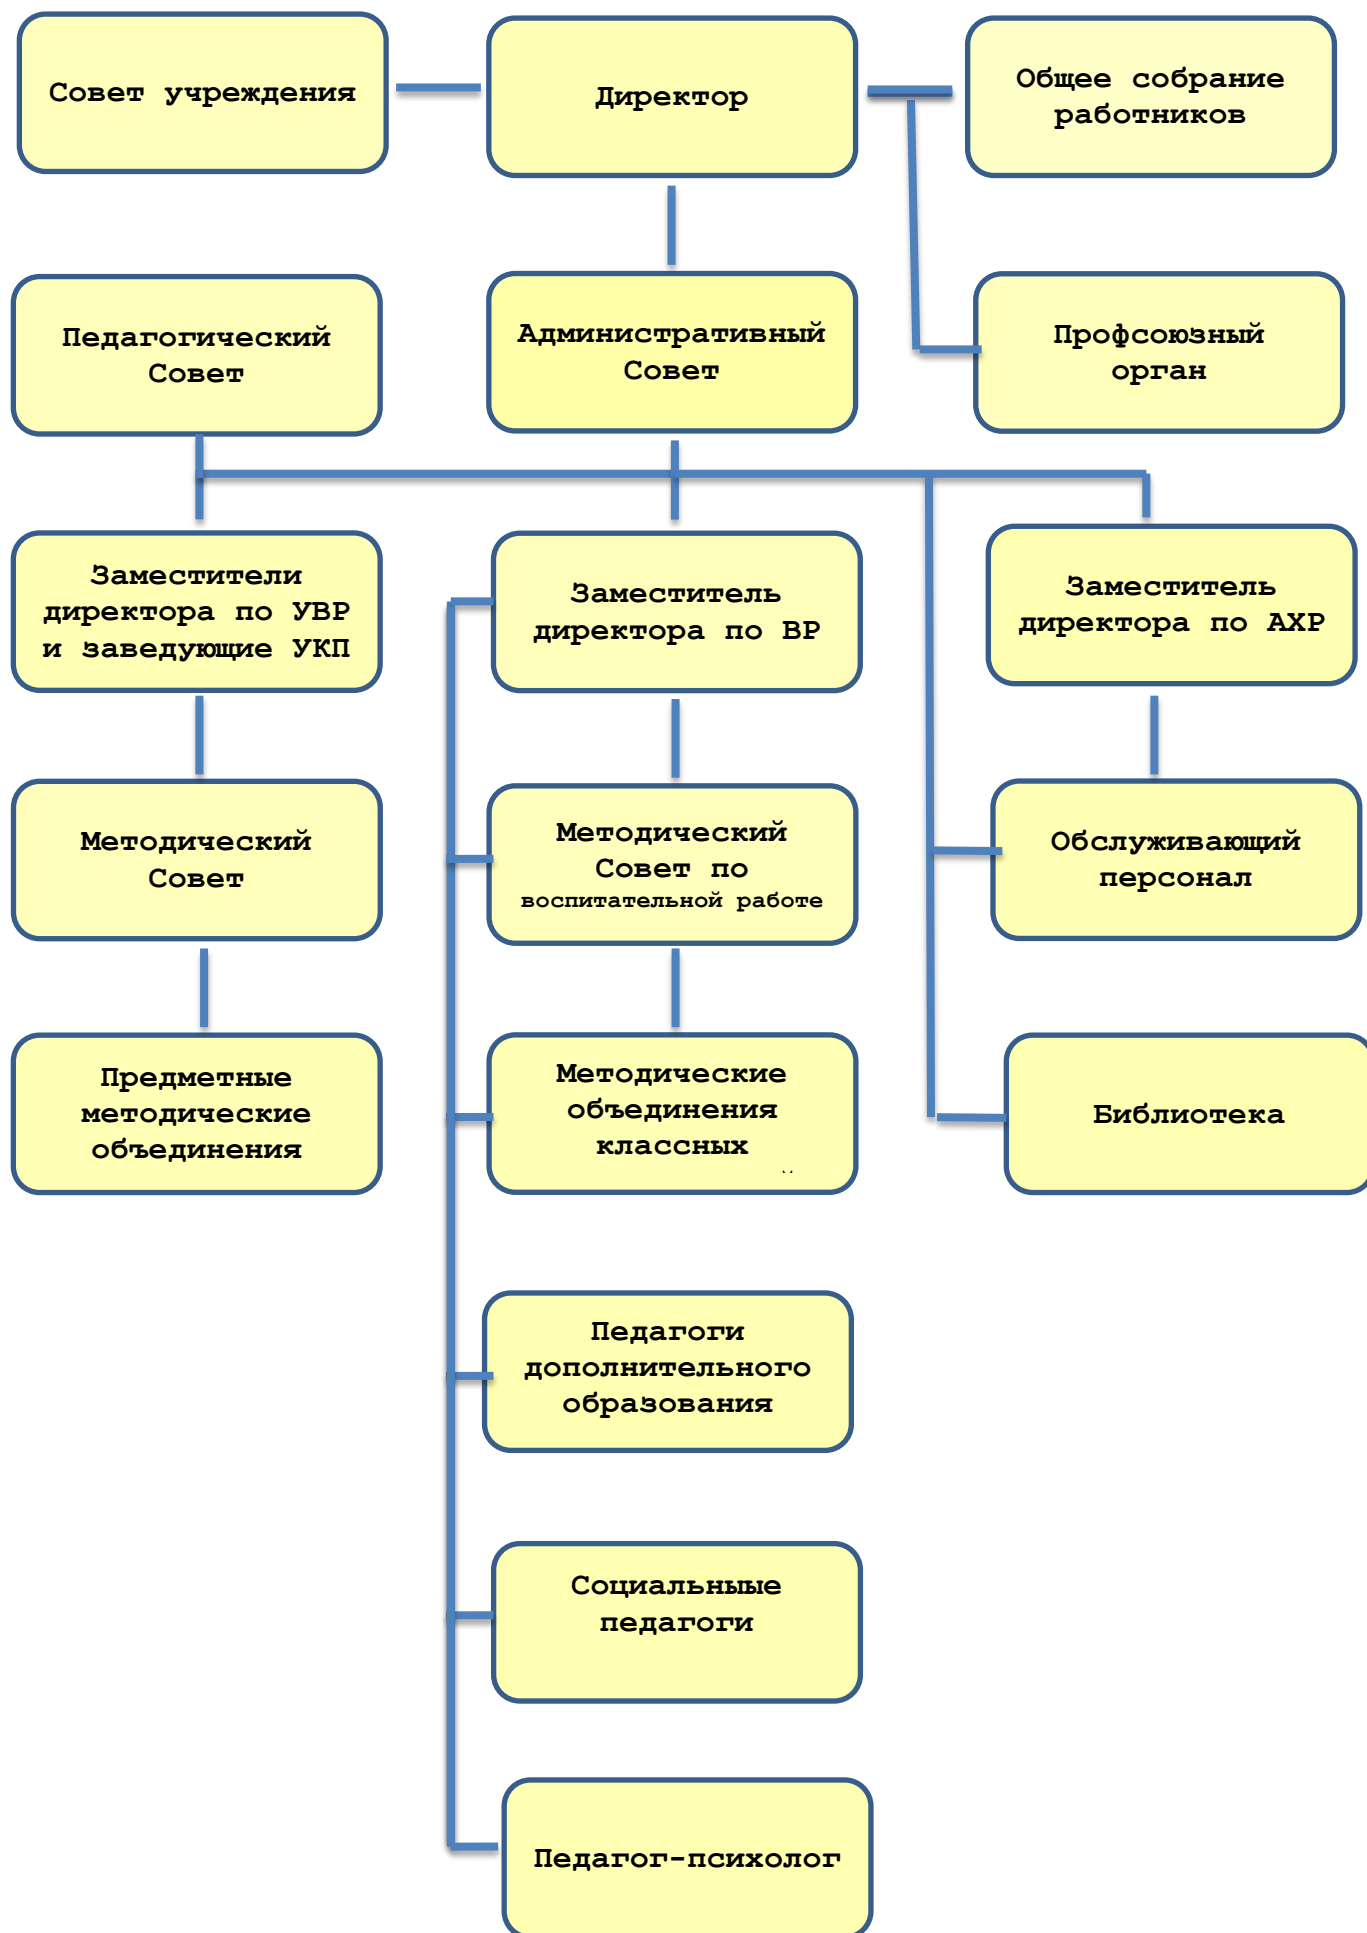 Совет учреждения
Директор
Общее собрание
работников
Педагогический
Совет
Административный
Совет
Профсоюзный
орган
Заместители
директора по УВР
и заведующие УКП
Заместитель
директора по ВР
Заместитель
директора по АХР
Методический
Совет
Методический
Совет по
воспитательной работе
Обслуживающий
персонал
Предметные
методические
объединения
Методические
объединения
классных
Библиотека
Педагоги
дополнительного
образования
Социальныые
педагоги
Педагог-психолог